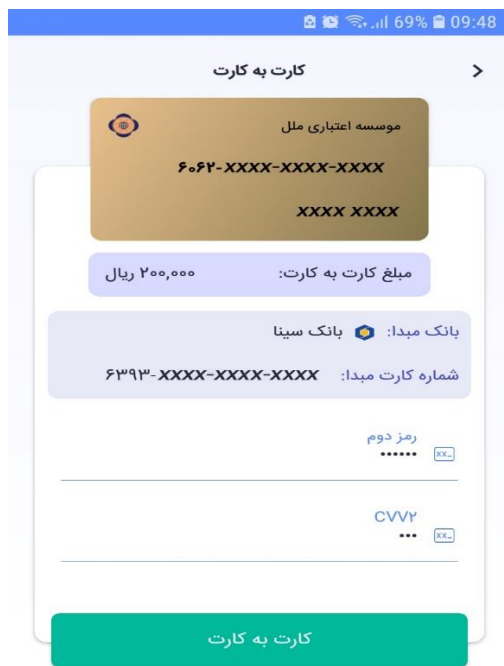 69% 09:48
کارت به کارت
موسسه اعتباری ملل
۶۰۶۲-XXXX-XXXX-XXXX
XXXX XXXX
مبلغ کارت به کارت: ۲۰۰,۰۰۰ ریال
بانک مبدا: بانک سینا
شماره کارت مبدا: ۶۳۹۳-XXXX-XXXX-XXXX
رمز دوم
••••••
CVV۲
•••
کارت به کارت